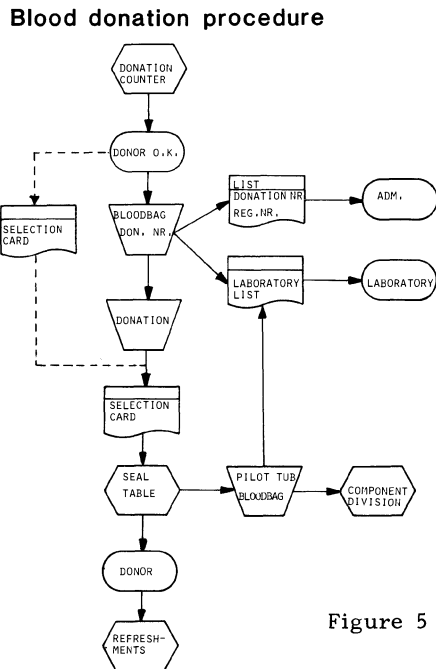 Blood donation procedure
DONATION
COUNTER
DONOR O.K.
SELECTION
CARD
BLOODBAG
DON. NR.
LIST
DONATION NR
REG.NR.
ADM.
LABORATORY
LIST
LABORATORY
DONATION
SELECTION
CARD
SEAL
TABLE
PILOT TUB
BLOODBAG
COMPONENT
DIVISION
DONOR
REFRESH-
MENTS
Figure 5